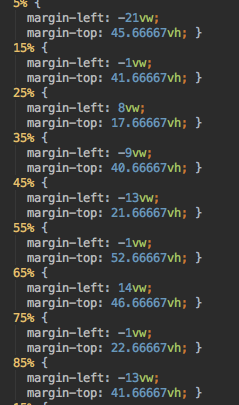 5% {
margin-left: -21vw;
margin-top: 45.66667vh; }
15% {
margin-left: -1vw;
margin-top: 41.66667vh; }
25% {
margin-left: 8vw;
margin-top: 17.66667vh; }
35% {
margin-left: -9vw;
margin-top: 40.66667vh; }
45% {
margin-left: -13vw;
margin-top: 21.66667vh; }
55% {
margin-left: -1vw;
margin-top: 52.66667vh; }
65% {
margin-left: 14vw;
margin-top: 46.66667vh; }
75% {
margin-left: -1vw;
margin-top: 22.66667vh; }
85% {
margin-left: -13vw;
margin-top: 41.66667vh; }